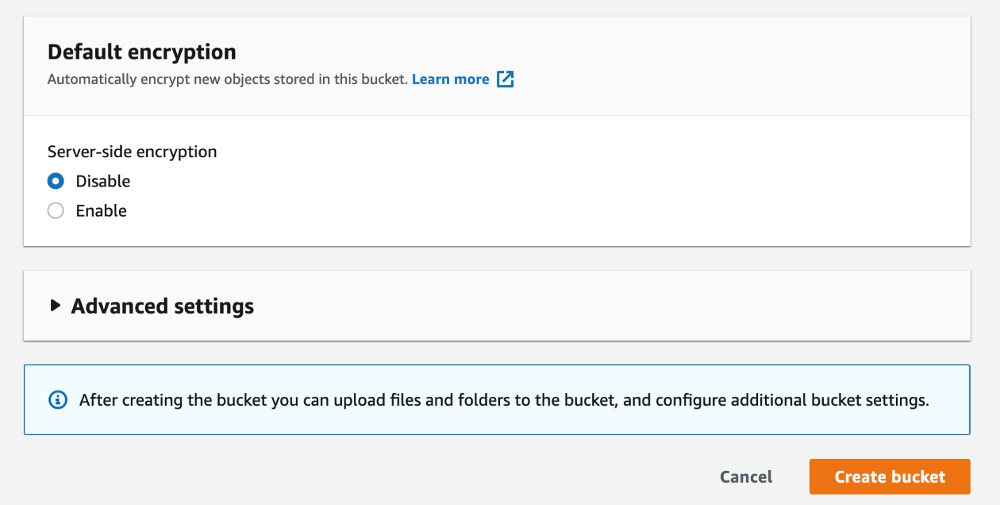 Default encryption
Automatically encrypt new objects stored in this bucket. Learn more
Server-side encryption
Disable
Enable
Advanced settings
After creating the bucket you can upload files and folders to the bucket, and configure additional bucket settings.
Cancel
Create bucket